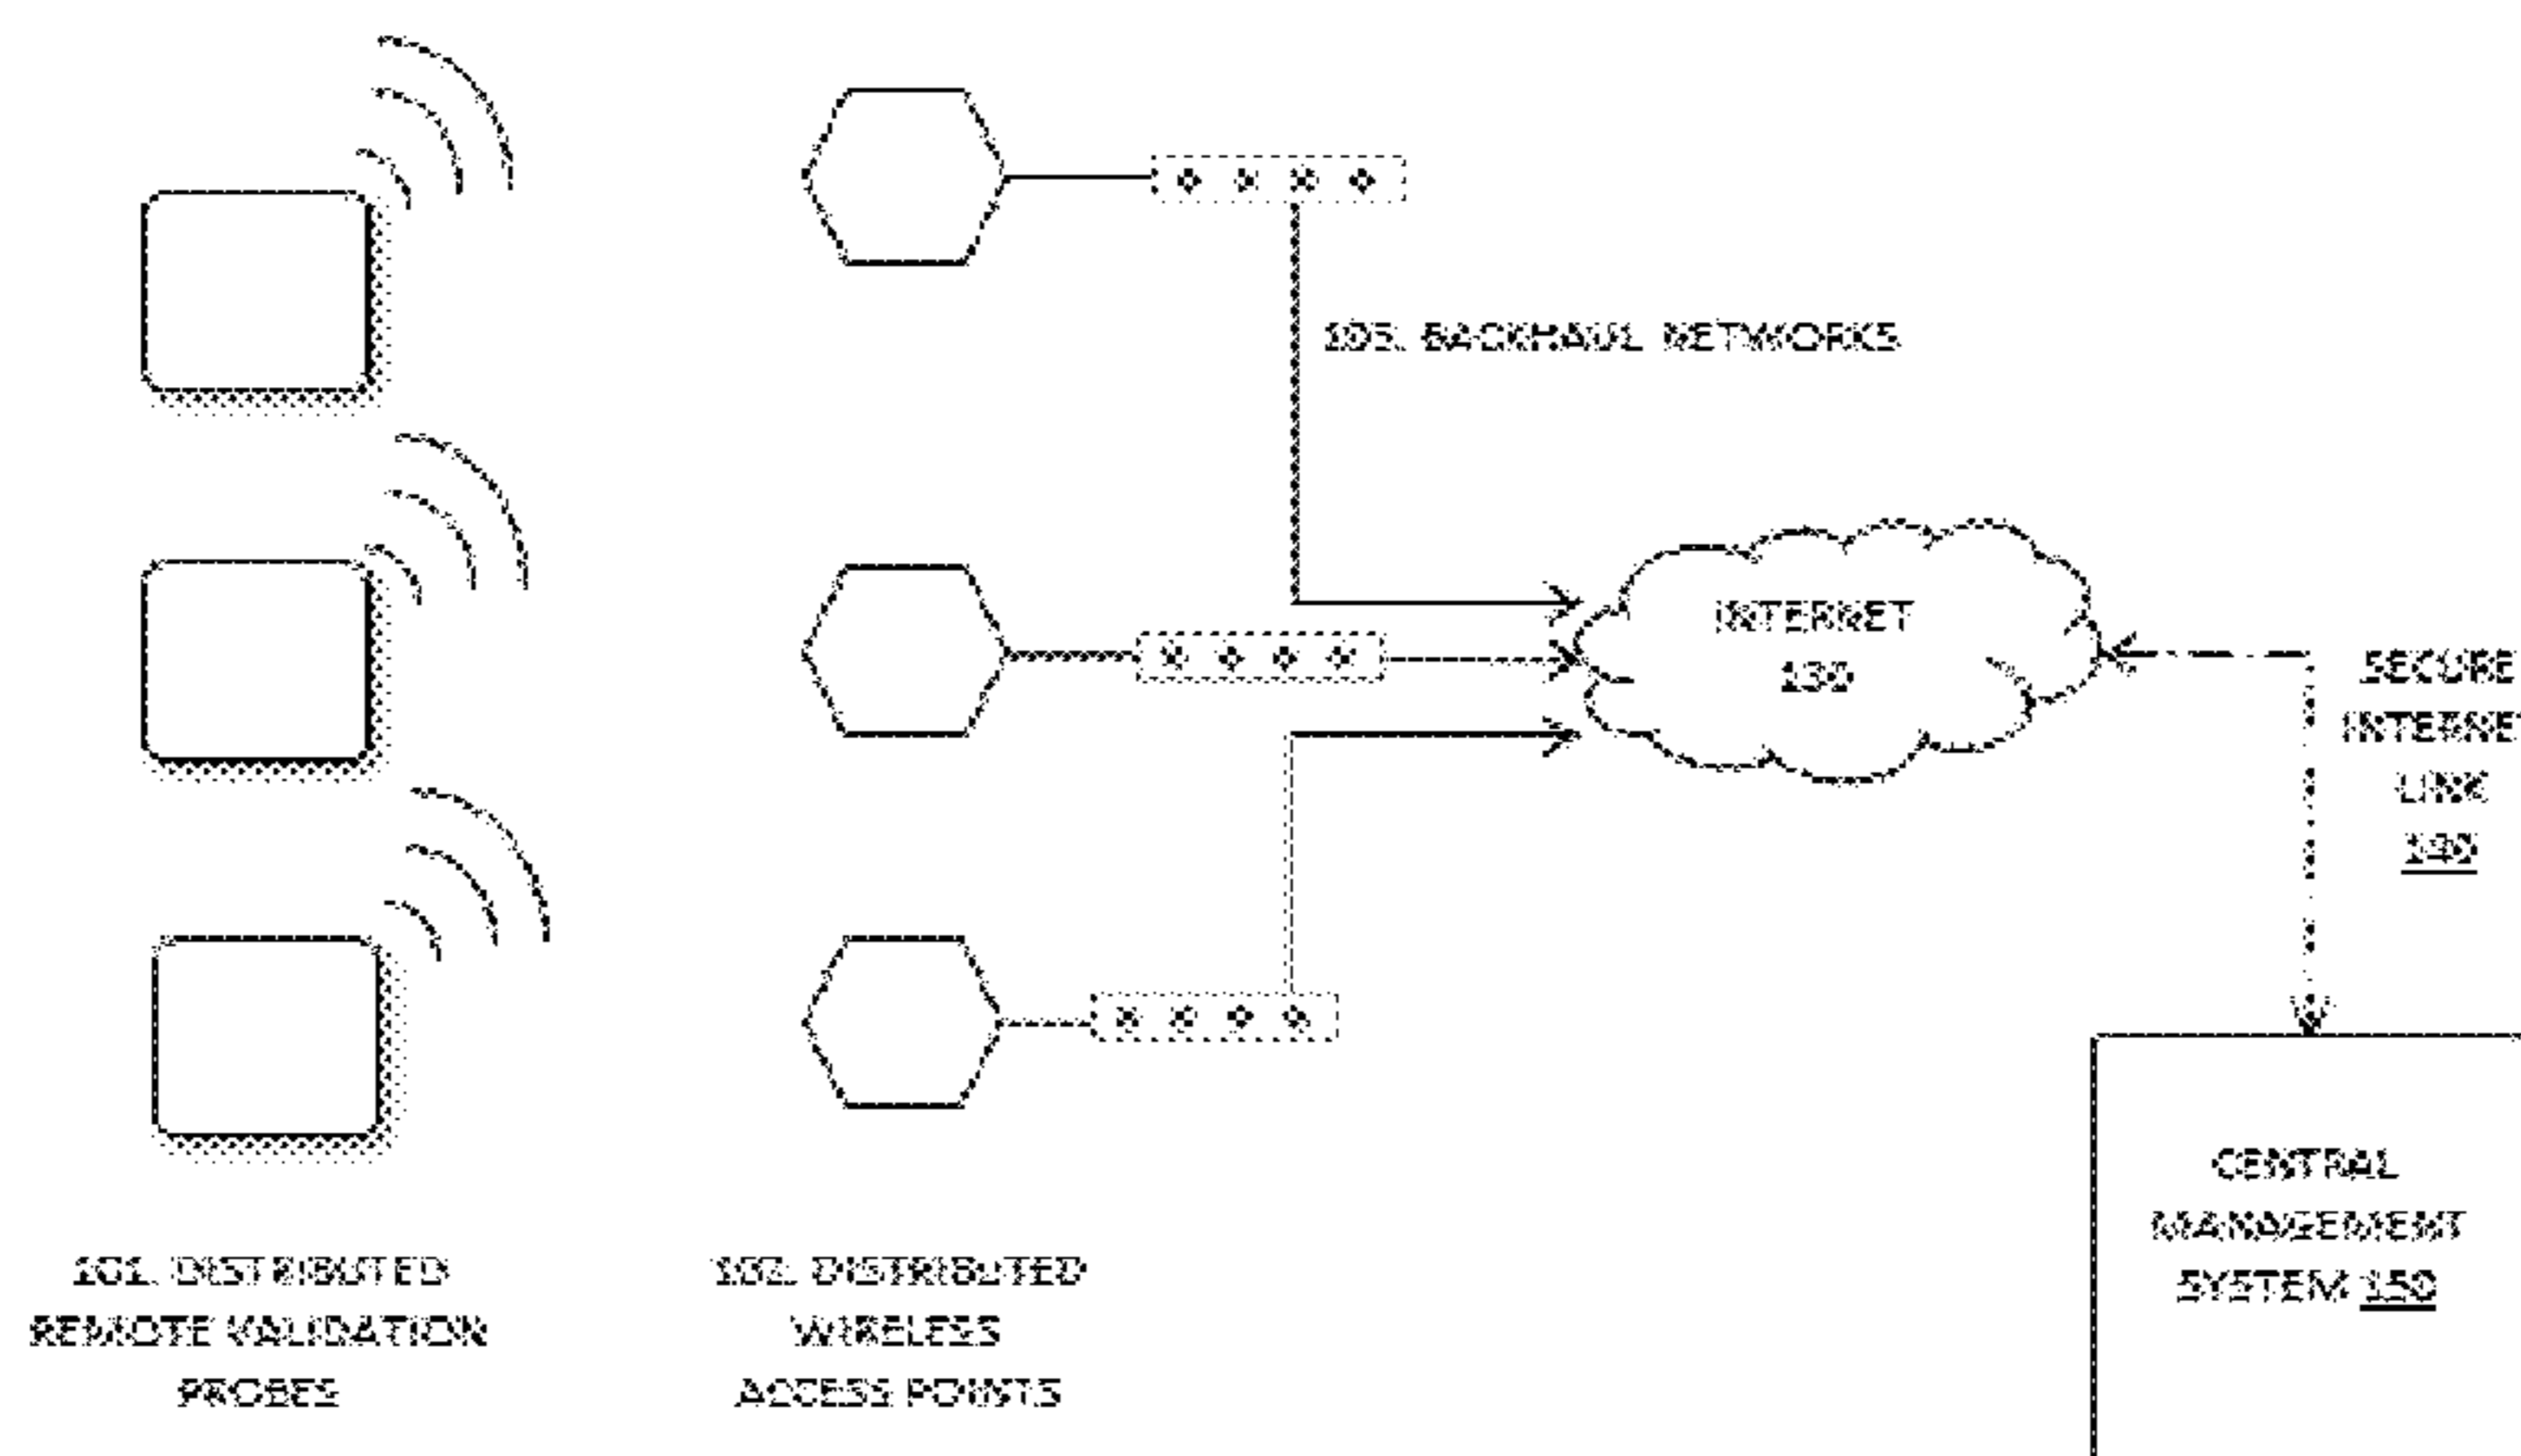 103. BACKHAUL NETWORKS
INTERNET
130
SECURE
INTERNET
LINK
140
CENTRAL
MANAGEMENT
SYSTEM 150
101. DISTRIBUTED
REMOTE VALIDATION
PROBES
102. DISTRIBUTED
WIRELESS
ACCESS POINTS